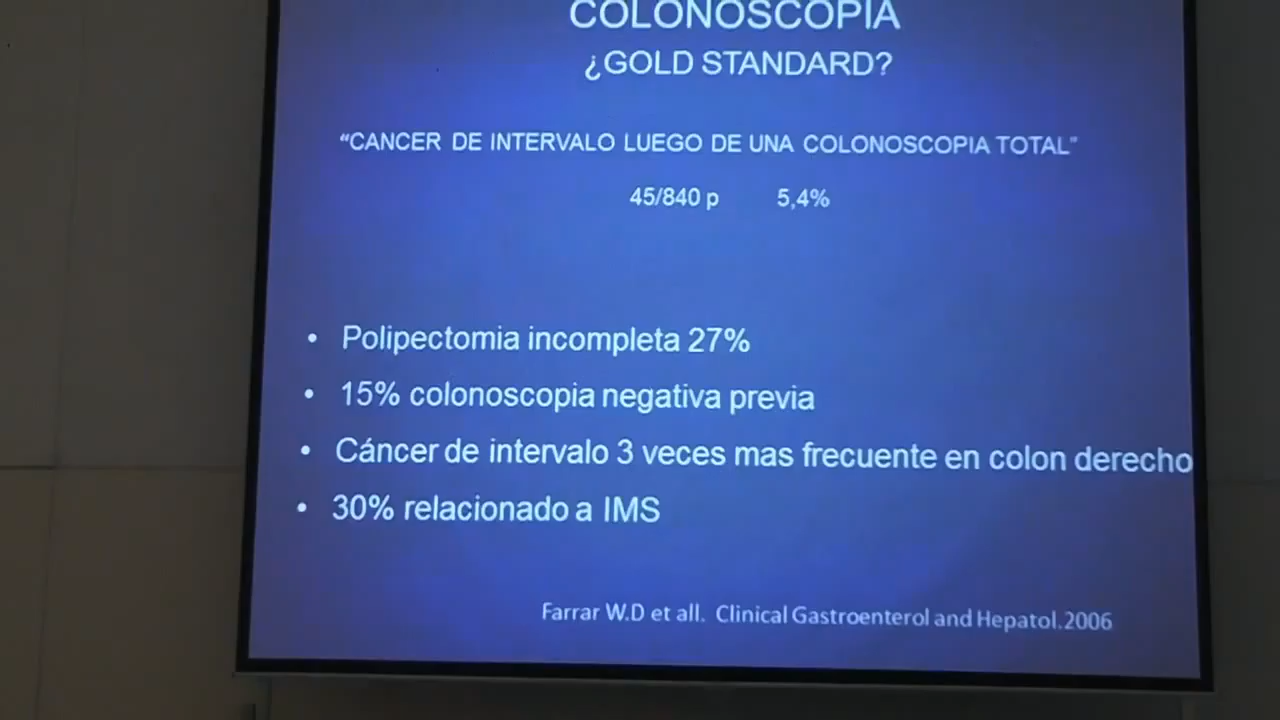 COLONOSCOPIA
¿GOLD STANDARD?
“CANCER DE INTERVALO LUEGO DE UNA COLONOSCOPIA TOTAL”
45/840 p 5,4%
• Polipectomia incompleta 27%
• 15% colonoscopia negativa previa
• Cáncer de intervalo 3 veces mas frecuente en colon derecho
• 30% relacionado a IMS
Farrar W.D et all. Clinical Gastroenterol and Hepatol.2006